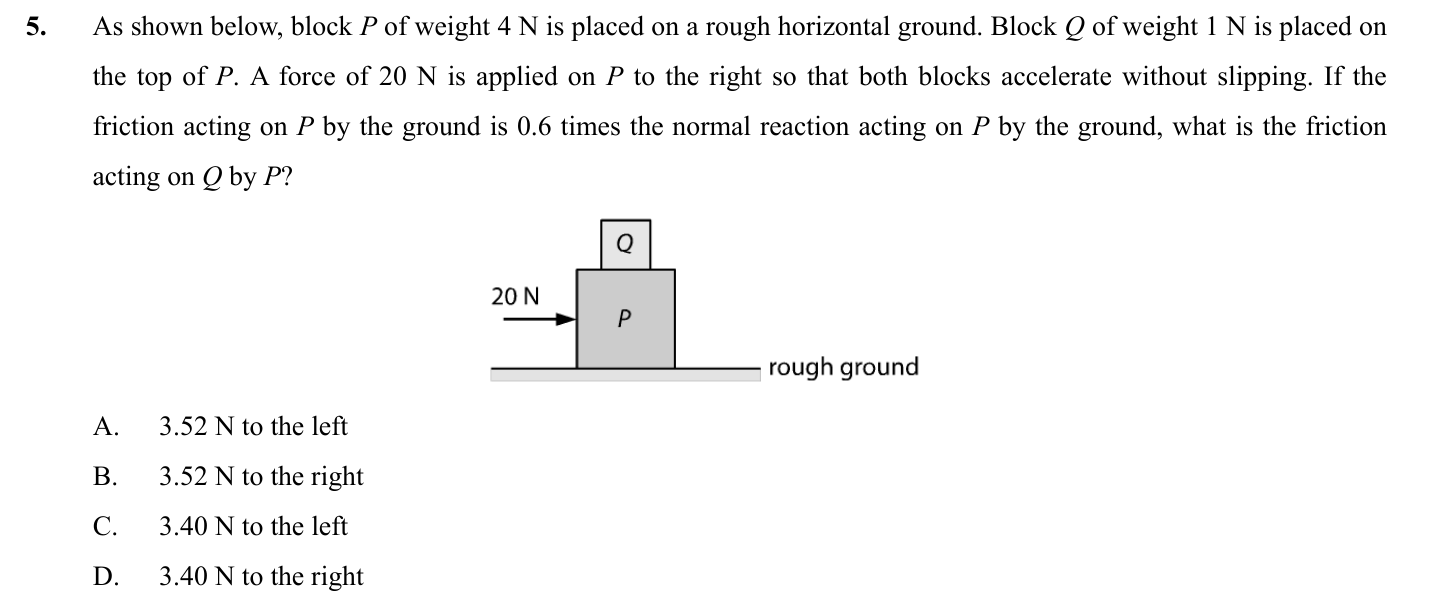 5. As shown below, block P of weight 4 N is placed on a rough horizontal ground. Block Q of weight 1 N is placed on
the top of P. A force of 20 N is applied on P to the right so that both blocks accelerate without slipping. If the
friction acting on P by the ground is 0.6 times the normal reaction acting on P by the ground, what is the friction
acting on Q by P?
Q
20 N
P
rough ground
A. 3.52 N to the left
B. 3.52 N to the right
C. 3.40 N to the left
D. 3.40 N to the right